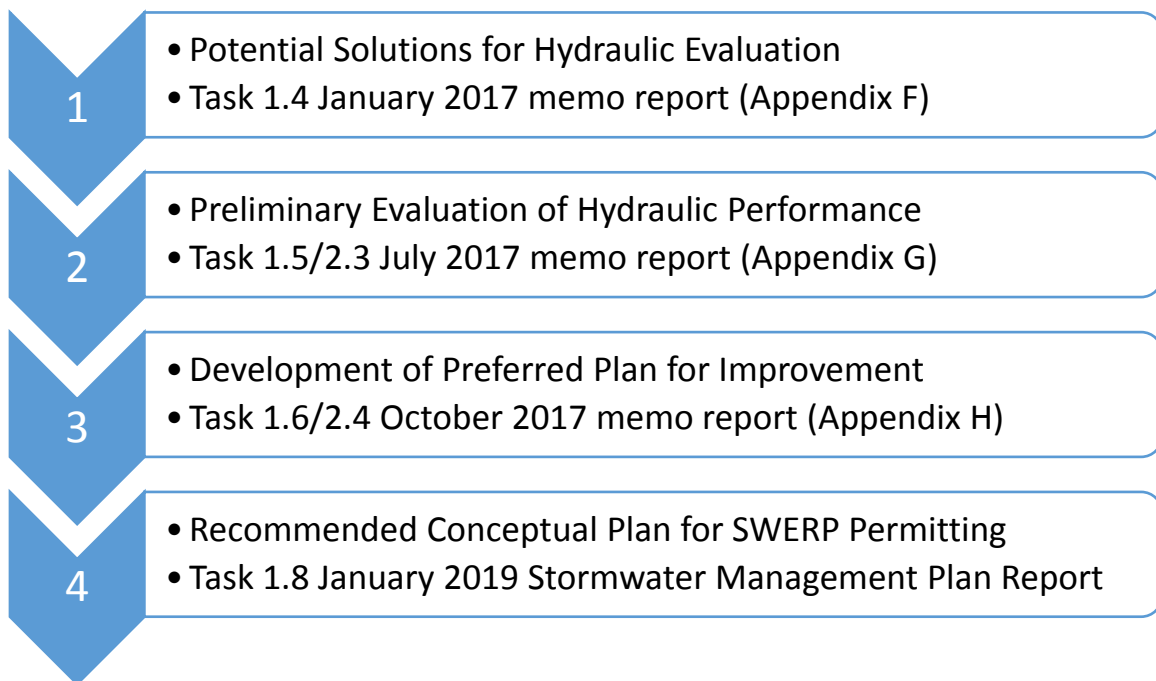 1
• Potential Solutions for Hydraulic Evaluation
• Task 1.4 January 2017 memo report (Appendix F)
2
• Preliminary Evaluation of Hydraulic Performance
• Task 1.5/2.3 July 2017 memo report (Appendix G)
3
• Development of Preferred Plan for Improvement
• Task 1.6/2.4 October 2017 memo report (Appendix H)
4
• Recommended Conceptual Plan for SWERP Permitting
• Task 1.8 January 2019 Stormwater Management Plan Report